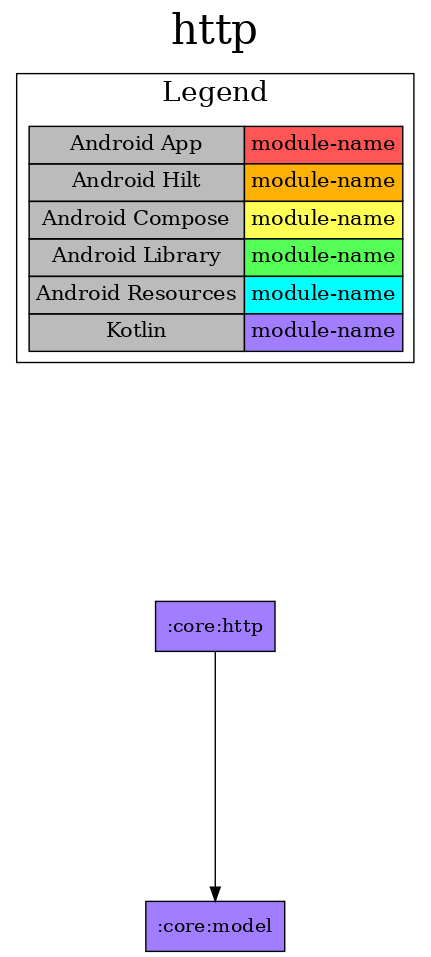 http
Legend
Android App module-name
Android Hilt module-name
Android Compose module-name
Android Library module-name
Android Resources module-name
Kotlin module-name
:core:http
:core:model